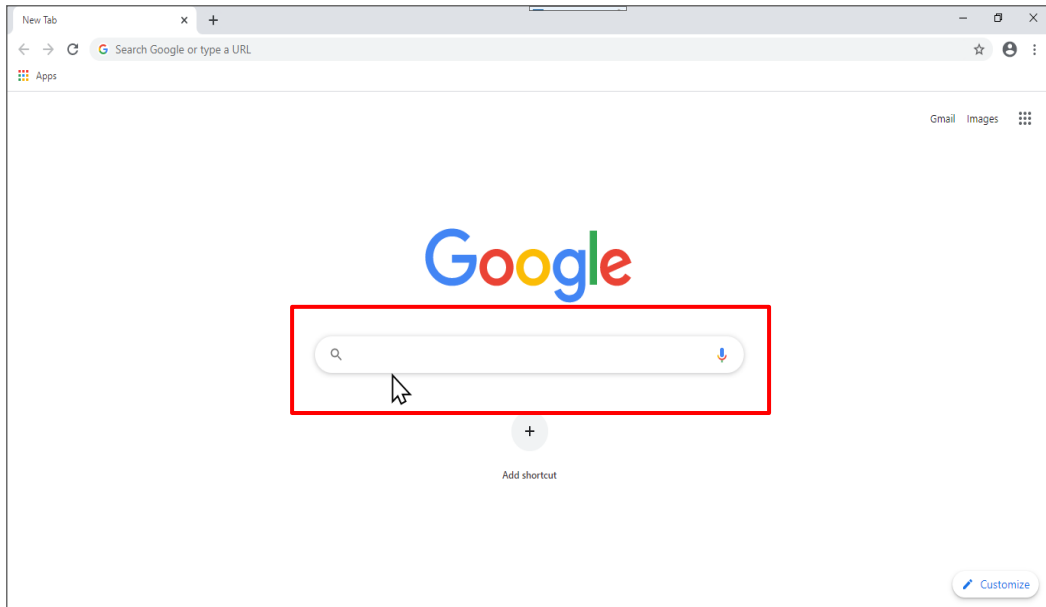 New Tab
Search Google or type a URL
Apps
Gmail Images
Google
Add shortcut
Customize